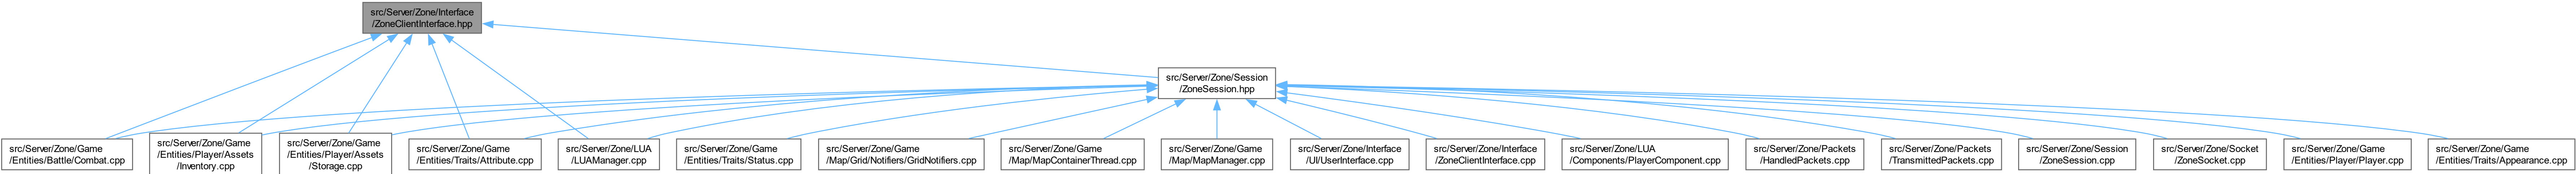 src/Server/Zone/Interface
/ZoneClientInterface.hpp
src/Server/Zone/Session
/ZoneSession.hpp
src/Server/Zone/Game
/Entities/Battle/Combat.cpp
src/Server/Zone/Game
/Entities/Player/Assets
/Inventory.cpp
src/Server/Zone/Game
/Entities/Player/Assets
/Storage.cpp
src/Server/Zone/Game
/Entities/Traits/Attribute.cpp
src/Server/Zone/LUA
/LUAManager.cpp
src/Server/Zone/Game
/Entities/Traits/Status.cpp
src/Server/Zone/Game
/Map/Grid/Notifiers/GridNotifiers.cpp
src/Server/Zone/Game
/Map/MapContainerThread.cpp
src/Server/Zone/Game
/Map/MapManager.cpp
src/Server/Zone/Interface
/UI/UserInterface.cpp
src/Server/Zone/Interface
/ZoneClientInterface.cpp
src/Server/Zone/LUA
/Components/PlayerComponent.cpp
src/Server/Zone/Packets
/HandledPackets.cpp
src/Server/Zone/Packets
/TransmittedPackets.cpp
src/Server/Zone/Session
/ZoneSession.cpp
src/Server/Zone/Socket
/ZoneSocket.cpp
src/Server/Zone/Game
/Entities/Player/Player.cpp
src/Server/Zone/Game
/Entities/Traits/Appearance.cpp